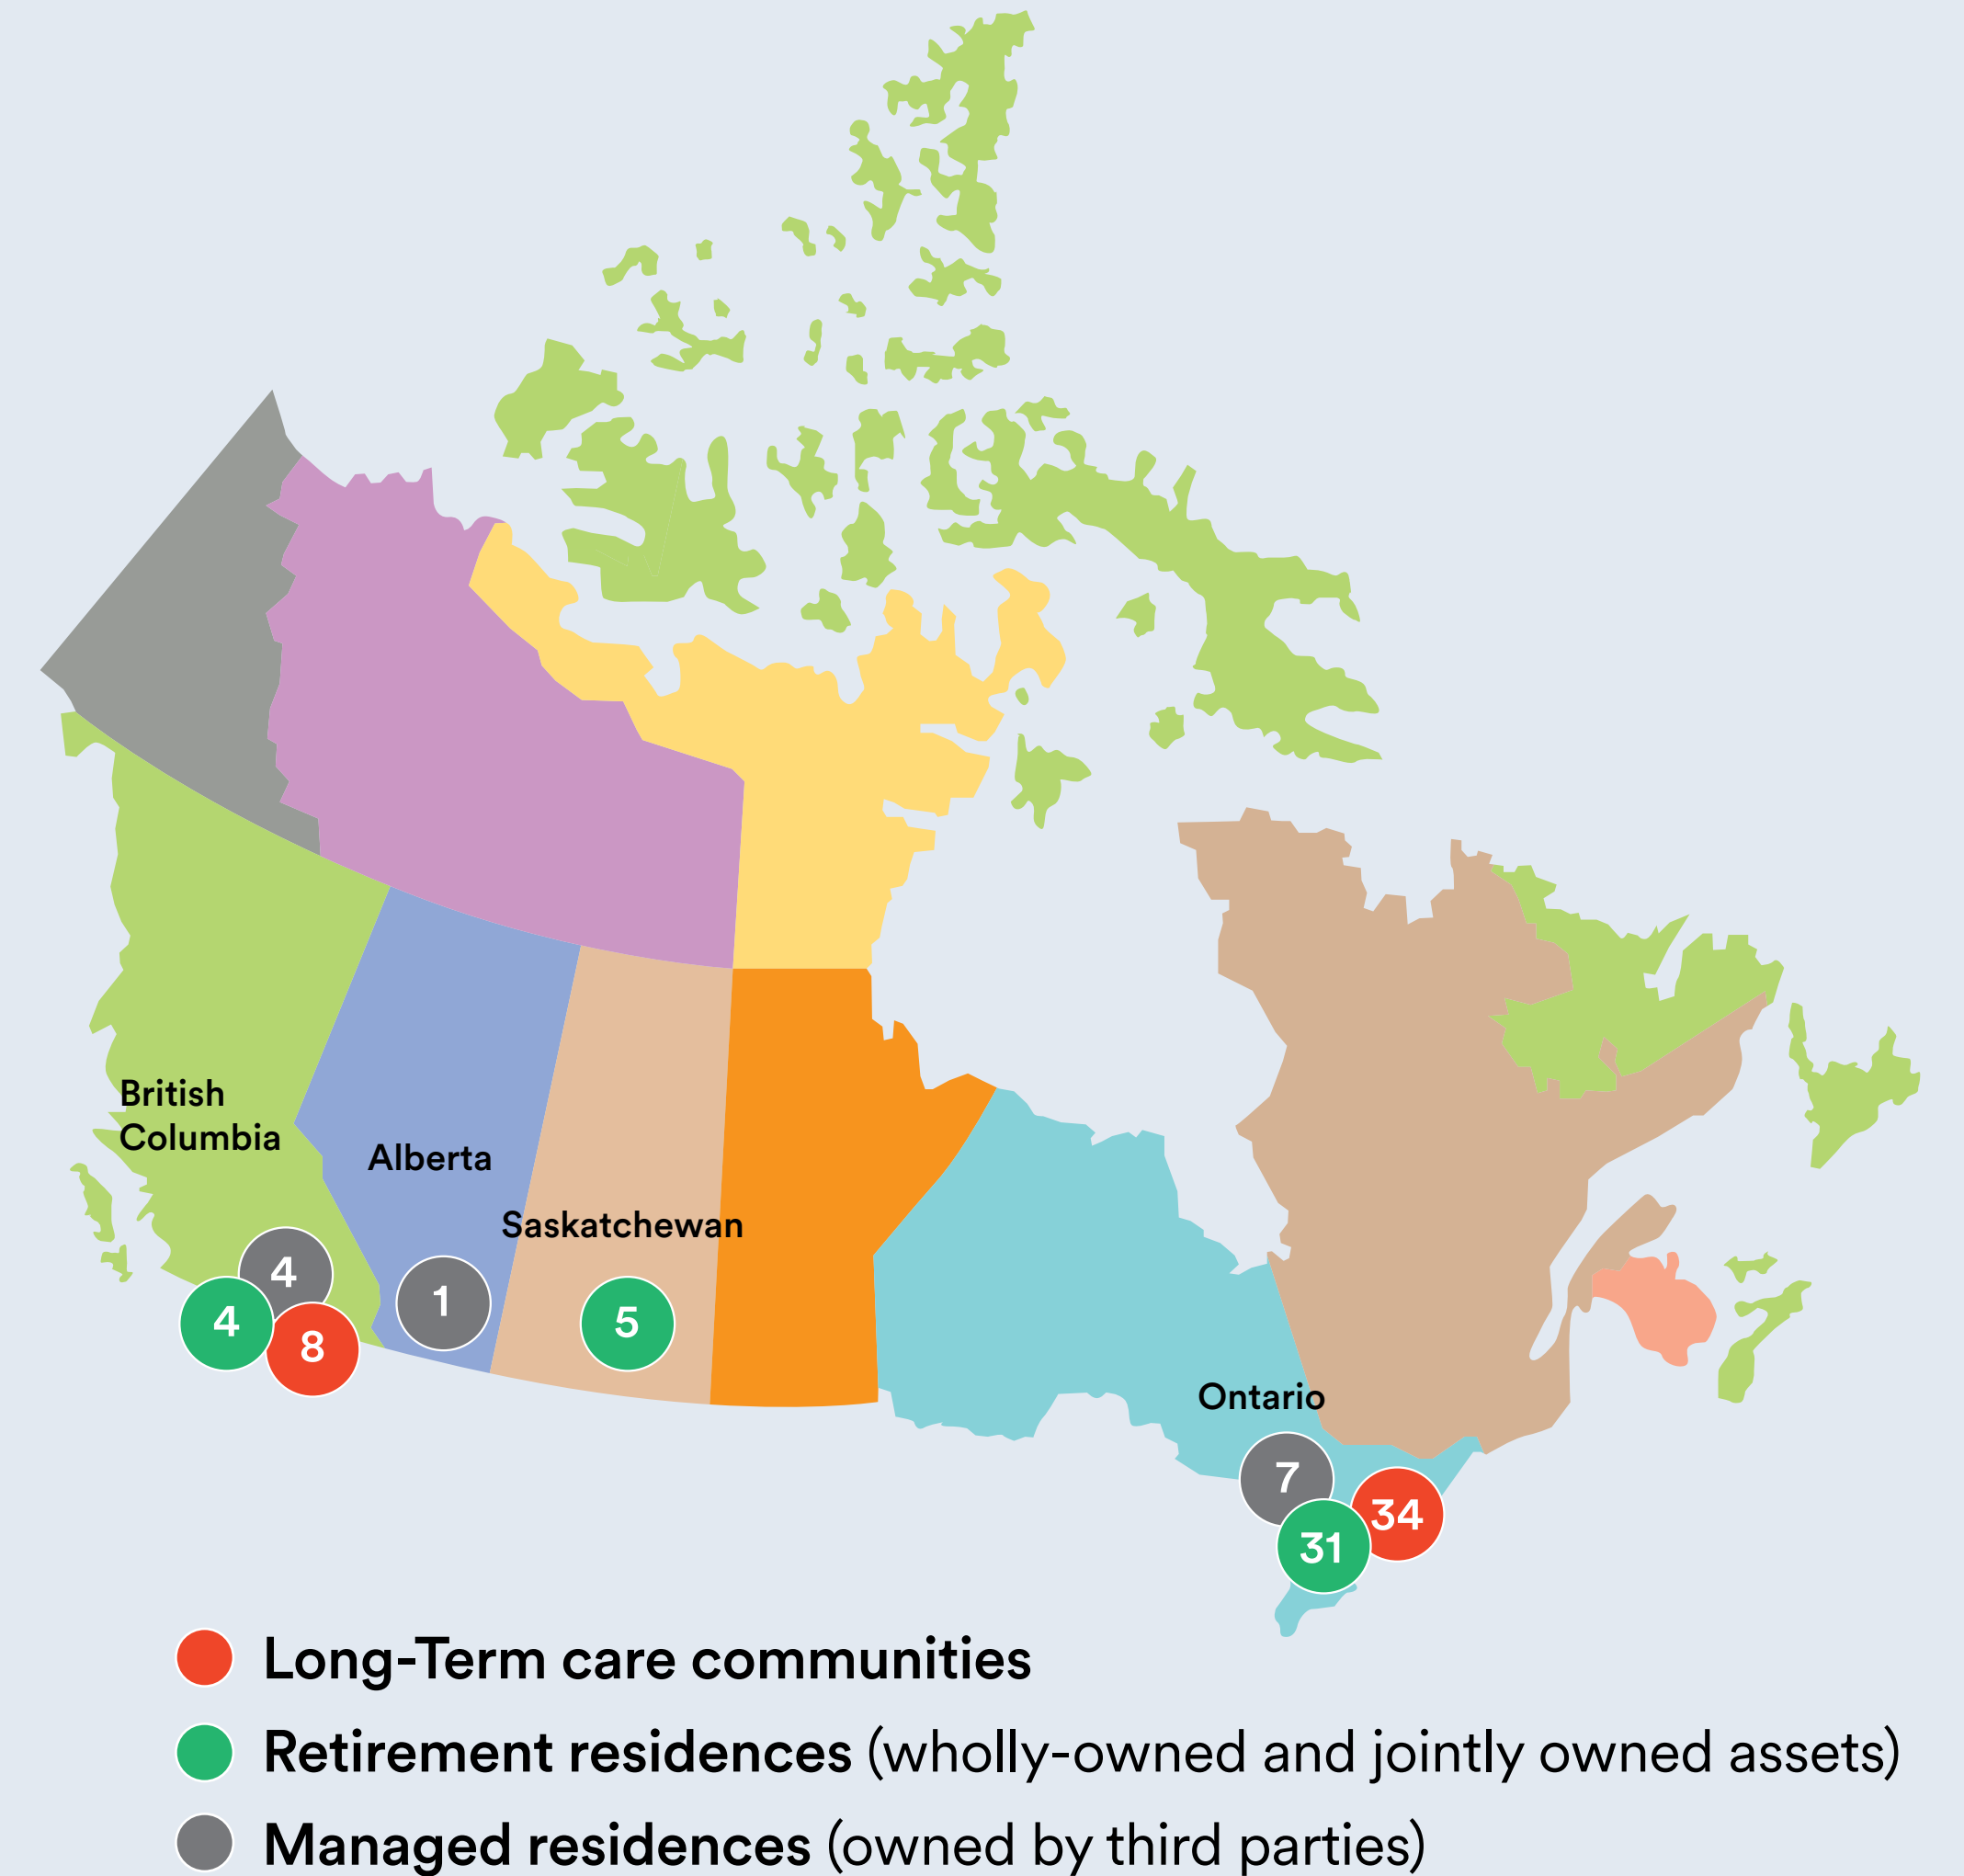 British
Columbia
Alberta
Saskatchewan
4
4
8
1
5
Ontario
7
34
31
Long-Term care communities
Retirement residences (wholly-owned and jointly owned assets)
Managed residences (owned by third parties)